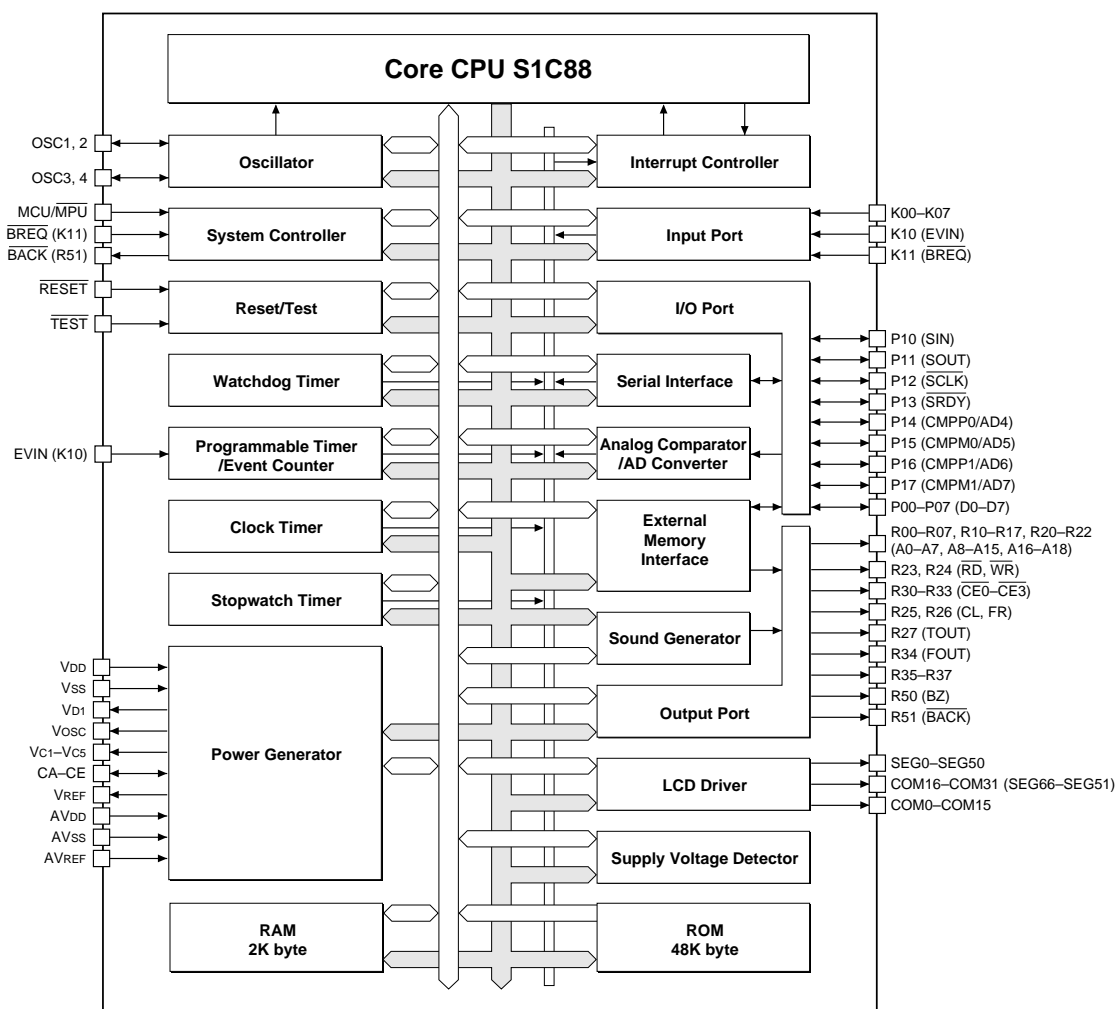 Core CPU S1C88
OSC1, 2
OSC3, 4
Oscillator
Interrupt Controller
MCU/MPU
BREQ (K11)
BACK (R51)
System Controller
Input Port
K00–K07
K10 (EVIN)
K11 (BREQ)
RESET
TEST
Reset/Test
I/O Port
Watchdog Timer
Serial Interface
P10 (SIN)
P11 (SOUT)
P12 (SCLK)
P13 (SRDY)
P14 (CMPP0/AD4)
P15 (CMPM0/AD5)
P16 (CMPP1/AD6)
P17 (CMPM1/AD7)
P00–P07 (D0–D7)
EVIN (K10)
Programmable Timer
/Event Counter
Analog Comparator
/AD Converter
Clock Timer
External
Memory
Interface
R00–R07, R10–R17, R20–R22
(A0–A7, A8–A15, A16–A18)
R23, R24 (RD, WR)
R30–R33 (CE0–CE3)
R25, R26 (CL, FR)
R27 (TOUT)
R34 (FOUT)
R35–R37
R50 (BZ)
R51 (BACK)
Stopwatch Timer
Sound Generator
Output Port
VDD
VSS
VD1
VOSC
VC1–VC5
CA–CE
VREF
AVDD
AVSS
AVREF
Power Generator
LCD Driver
SEG0–SEG50
COM16–COM31 (SEG66–SEG51)
COM0–COM15
Supply Voltage Detector
RAM
2K byte
ROM
48K byte